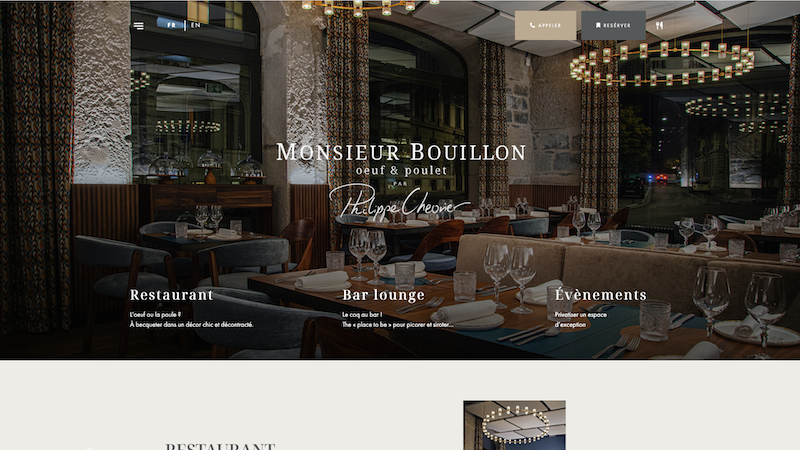 FR EN
APPELER
RÉSERVER
MONSIEUR BOUILLON
oeuf & poulet
PAR
Philippe Chevrier
Restaurant
L'oeuf ou la poule ?
À becqueter dans un décor chic et décontracté.
Bar lounge
Le coq au bar !
The « place to be » pour picorer et siroter...
Évènements
Privatiser un espace
d'exception
RESTAURANT